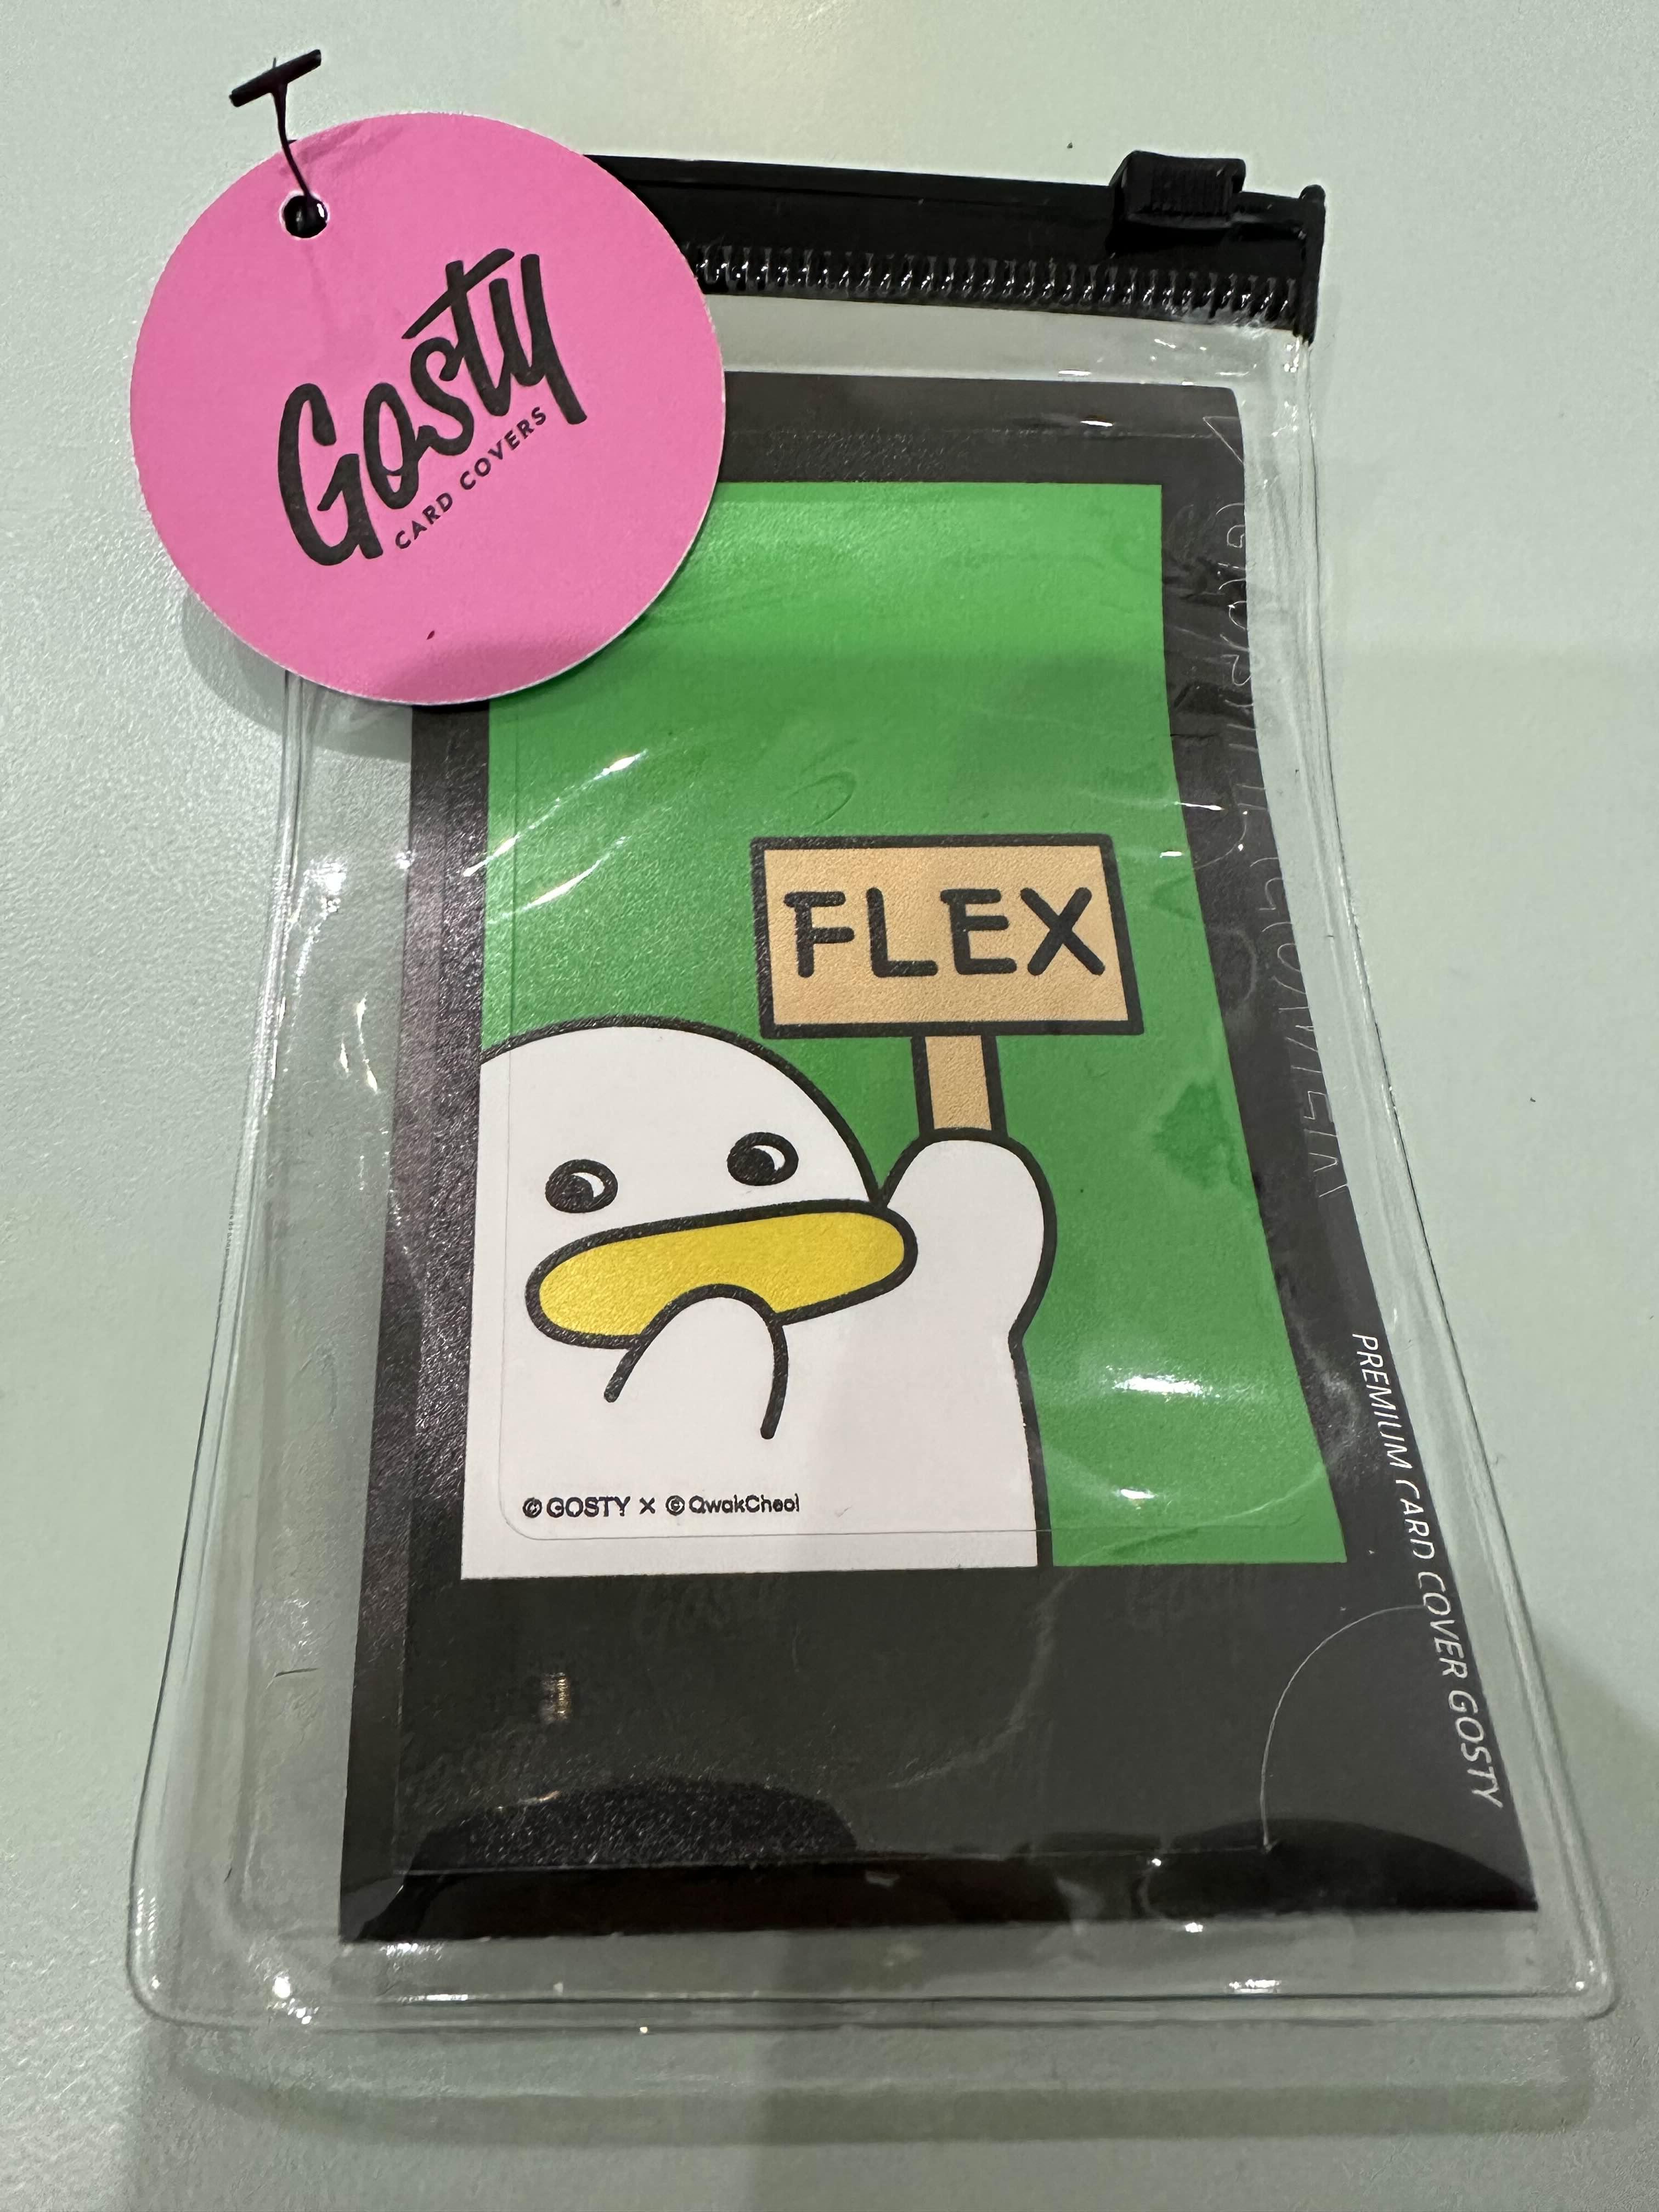 Gosty
CARD COVERS
FLEX
© GOSTY × © QwakCheol
PREMIUM CARD COVER GOSTY